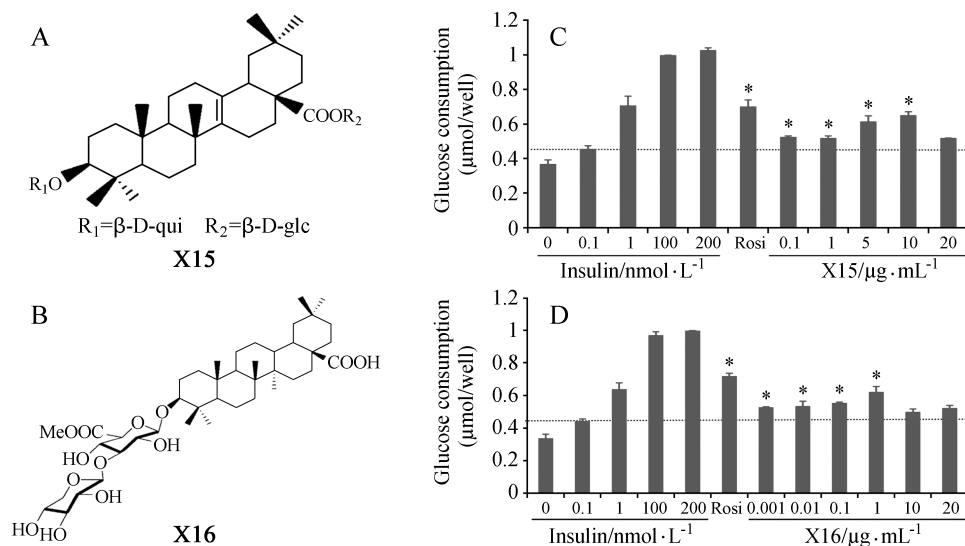 A
R₁O
COOR₂
R₁=β-D-qui R₂=β-D-glc
X15
B
COOH
MeOOC
O
O
OH
OH
O
O
O
OH
HO
HO
OH
X16
C
Glucose consumption
(μmol/well)
1.2
1
0.8
0.6
0.4
0.2
0
* * * * *
0 0.1 1 100 200 Rosi 0.1 1 5 10 20
Insulin/nmol·L⁻¹ X15/μg·mL⁻¹
D
Glucose consumption
(μmol/well)
1.2
1
0.8
0.6
0.4
0.2
0
* * * * *
0 0.1 1 100 200 Rosi 0.001 0.01 0.1 1 10 20
Insulin/nmol·L⁻¹ X16/μg·mL⁻¹